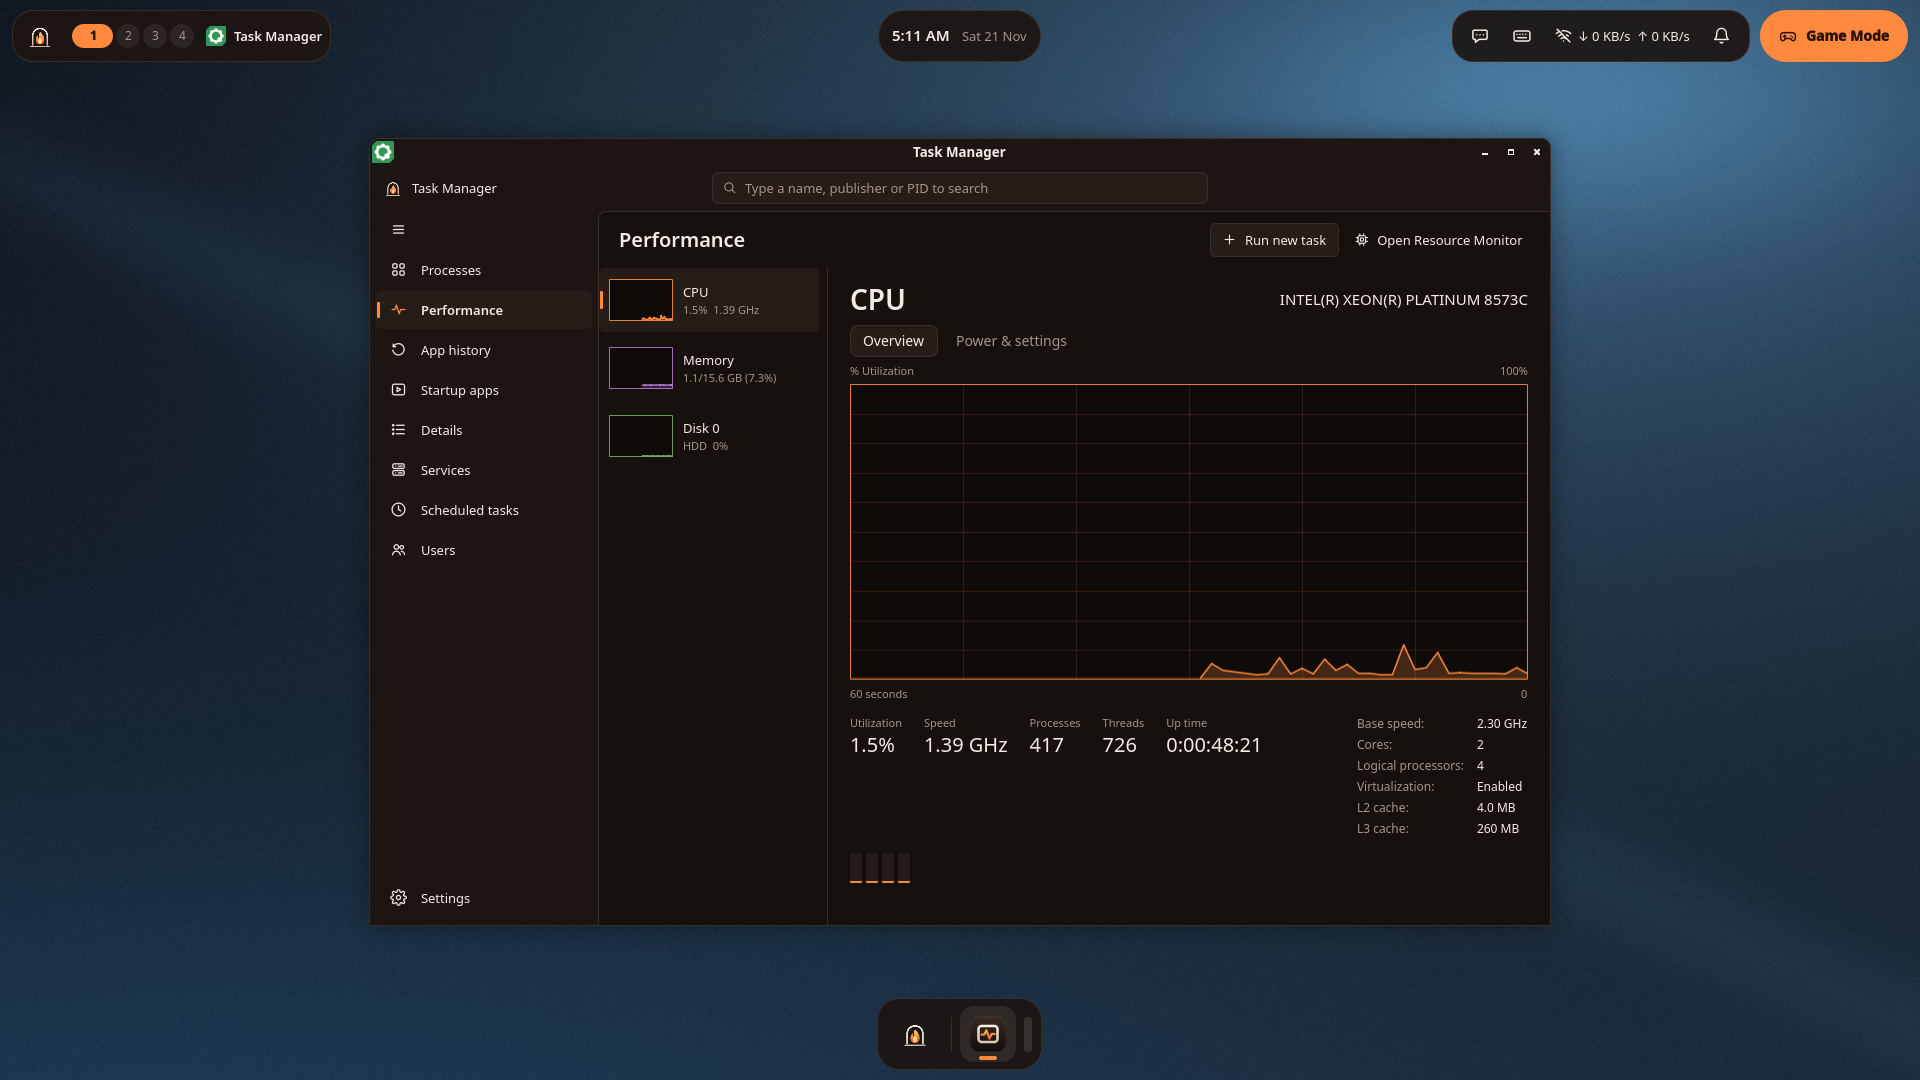 1 2 3 4 Task Manager
5:11 AM Sat 21 Nov
↓ 0 KB/s ↑ 0 KB/s
Game Mode
Task Manager
Task Manager
Type a name, publisher or PID to search
Processes
Performance
App history
Startup apps
Details
Services
Scheduled tasks
Users
Settings
Performance
Run new task
Open Resource Monitor
CPU
1.5% 1.39 GHz
Memory
1.1/15.6 GB (7.3%)
Disk 0
HDD 0%
CPU
INTEL(R) XEON(R) PLATINUM 8573C
Overview
Power & settings
% Utilization
100%
60 seconds
0
Utilization Speed Processes Threads Up time
1.5% 1.39 GHz 417 726 0:00:48:21
Base speed: 2.30 GHz
Cores: 2
Logical processors: 4
Virtualization: Enabled
L2 cache: 4.0 MB
L3 cache: 260 MB